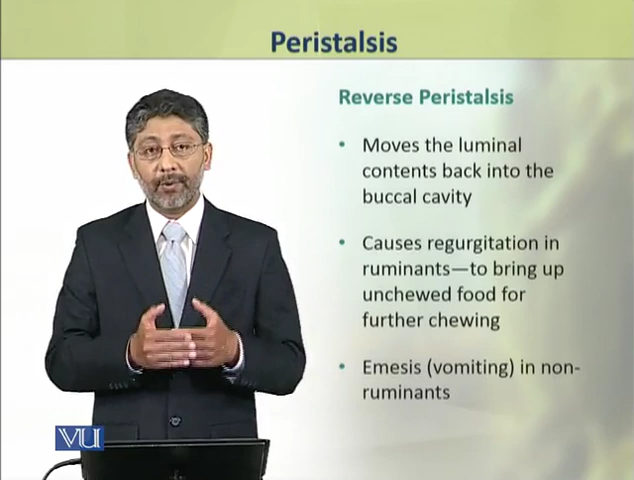 Peristalsis
Reverse Peristalsis
• Moves the luminal
contents back into the
buccal cavity
• Causes regurgitation in
ruminants—to bring up
unchewed food for
further chewing
• Emesis (vomiting) in non-
ruminants
VU